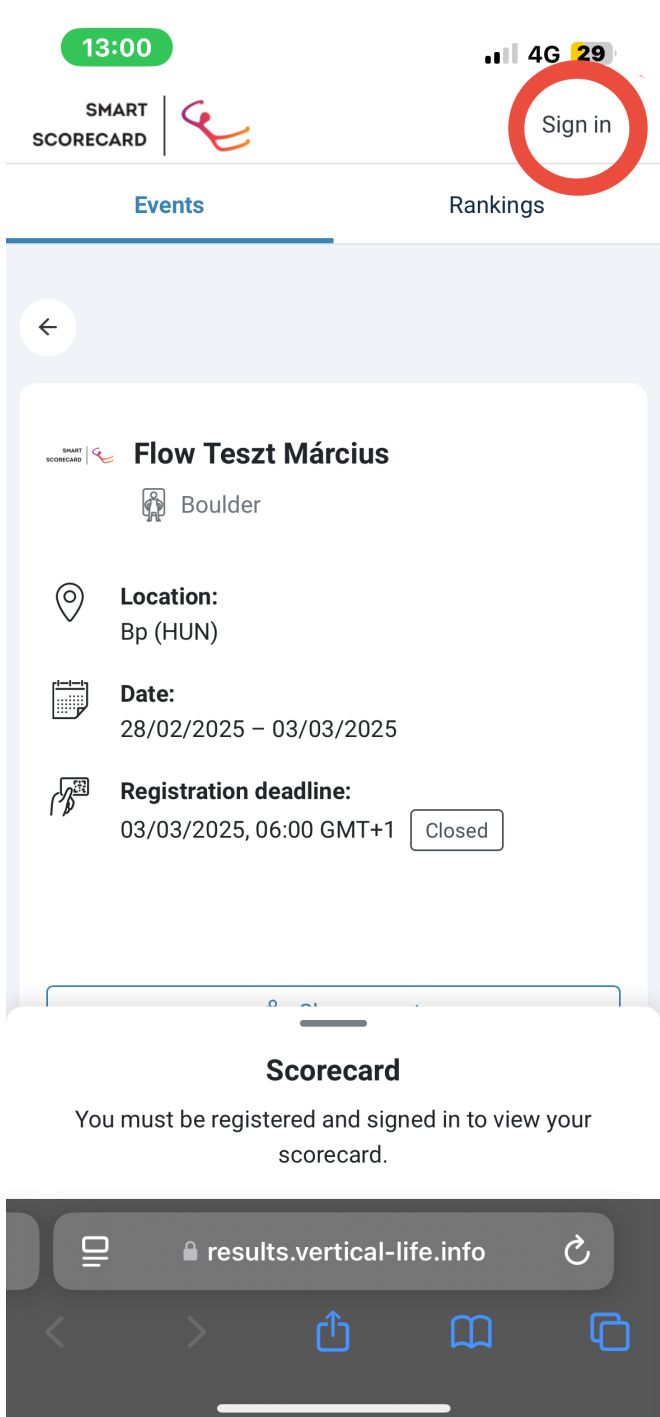 13:00
4G 29
SMART
SCORECARD
Sign in
Events
Rankings
SMART
SCORECARD
Flow Teszt Március
Boulder
Location:
Bp (HUN)
Date:
28/02/2025 – 03/03/2025
Registration deadline:
03/03/2025, 06:00 GMT+1
Closed
Scorecard
You must be registered and signed in to view your
scorecard.
results.vertical-life.info